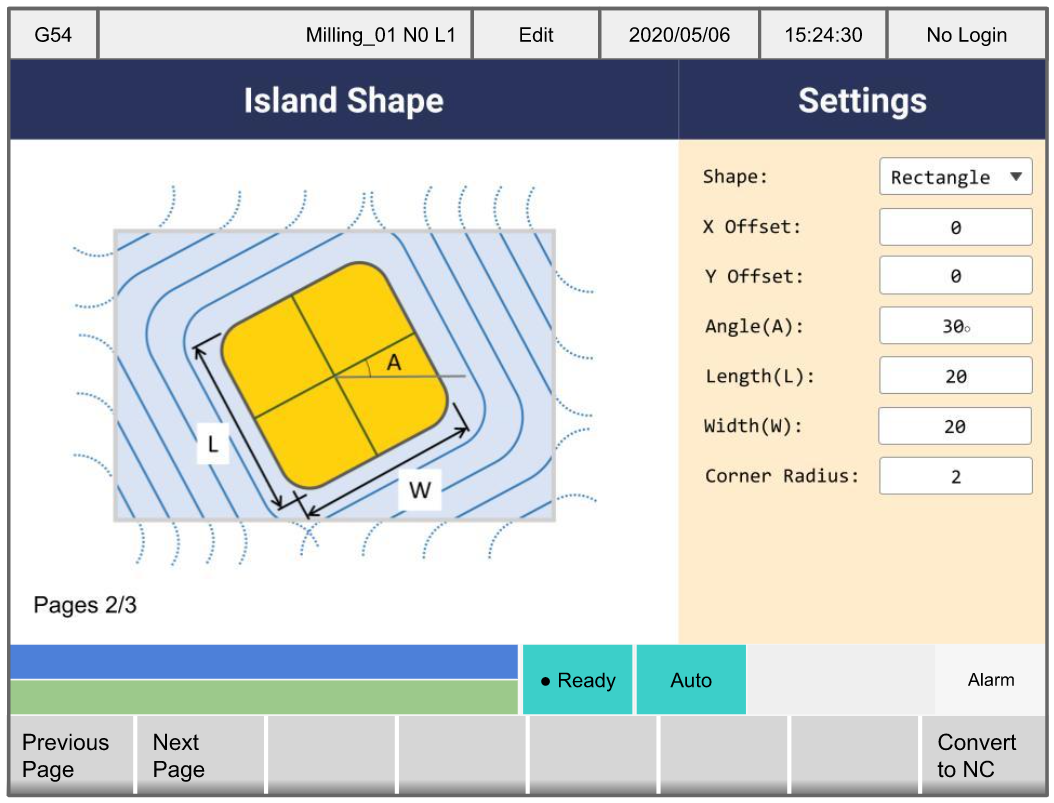 G54 Milling_01 N0 L1 Edit 2020/05/06 15:24:30 No Login
Island Shape
Settings
Shape: Rectangle
X Offset: 0
Y Offset: 0
Angle(A): 30○
Length(L): 20
Width(W): 20
Corner Radius: 2
A
L
W
Pages 2/3
● Ready Auto Alarm
Previous
Page
Next
Page
Convert
to NC